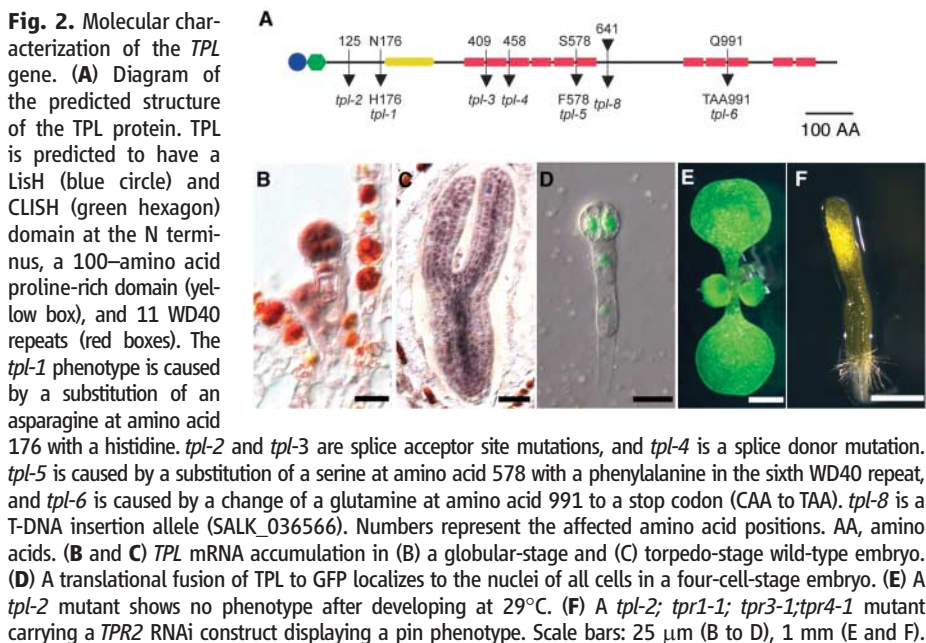 Fig. 2. Molecular char-
acterization of the TPL
gene. (A) Diagram of
the predicted structure
of the TPL protein. TPL
is predicted to have a
LisH (blue circle) and
CLISH (green hexagon)
domain at the N termi-
nus, a 100–amino acid
proline-rich domain (yel-
low box), and 11 WD40
repeats (red boxes). The
tpl-1 phenotype is caused
by a substitution of an
asparagine at amino acid
176 with a histidine. tpl-2 and tpl-3 are splice acceptor site mutations, and tpl-4 is a splice donor mutation.
tpl-5 is caused by a substitution of a serine at amino acid 578 with a phenylalanine in the sixth WD40 repeat,
and tpl-6 is caused by a change of a glutamine at amino acid 991 to a stop codon (CAA to TAA). tpl-8 is a
T-DNA insertion allele (SALK_036566). Numbers represent the affected amino acid positions. AA, amino
acids. (B and C) TPL mRNA accumulation in (B) a globular-stage and (C) torpedo-stage wild-type embryo.
(D) A translational fusion of TPL to GFP localizes to the nuclei of all cells in a four-cell-stage embryo. (E) A
tpl-2 mutant shows no phenotype after developing at 29°C. (F) A tpl-2; tpr1-1; tpr3-1;tpr4-1 mutant
carrying a TPR2 RNAi construct displaying a pin phenotype. Scale bars: 25 μm (B to D), 1 mm (E and F).
A
125 N176 409 458 S578 641 Q991
tpl-2 H176 tpl-3 tpl-4 F578 tpl-8 TAA991
tpl-1 tpl-5 tpl-6
100 AA
B C D E F